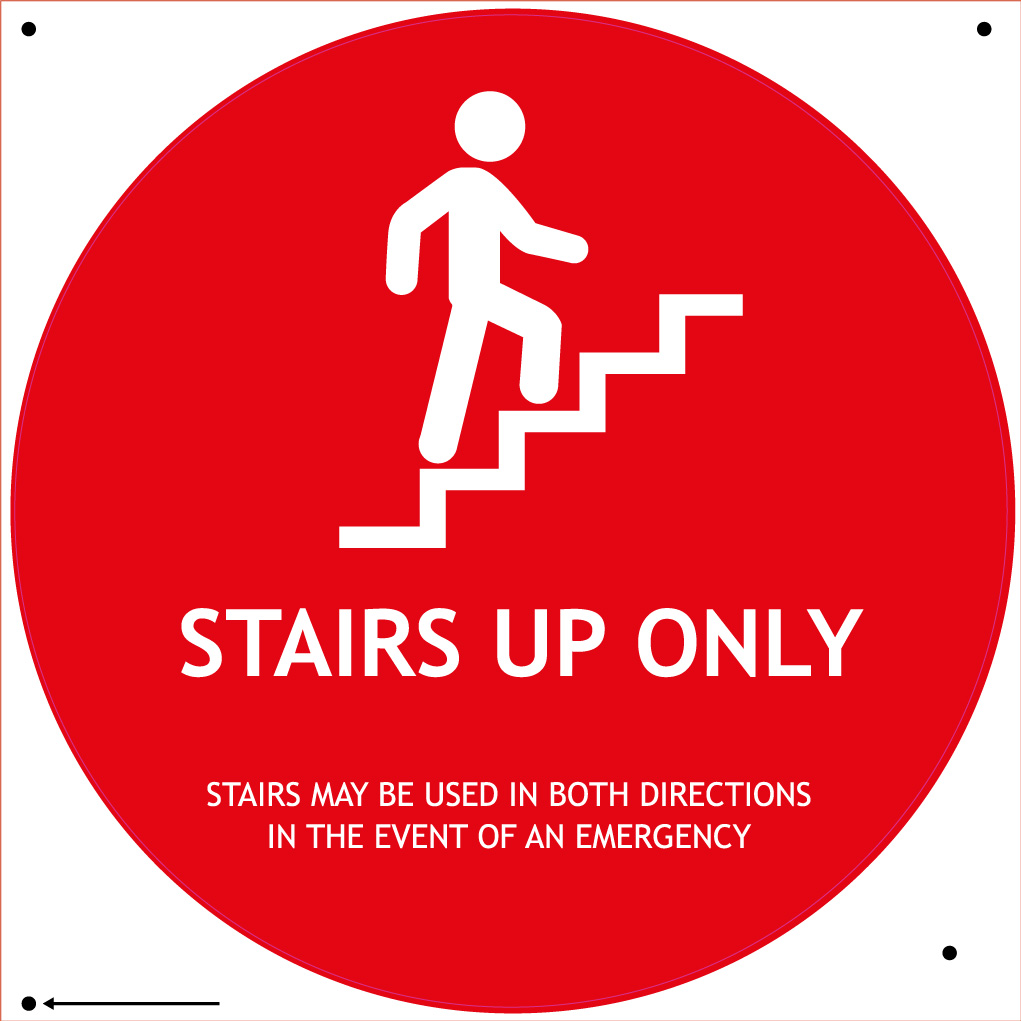 STAIRS UP ONLY
STAIRS MAY BE USED IN BOTH DIRECTIONS
IN THE EVENT OF AN EMERGENCY